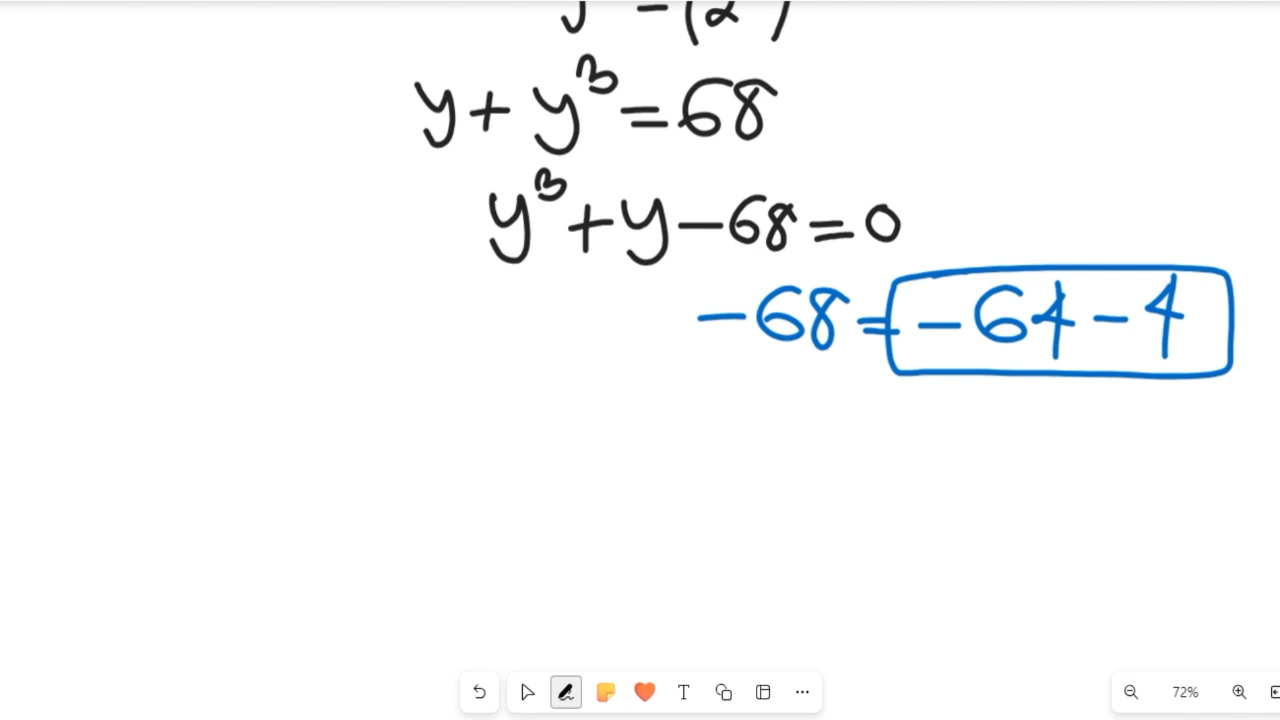 y + y³ = 68
y³ + y - 68 = 0
-68 = -64 - 4
T
72%